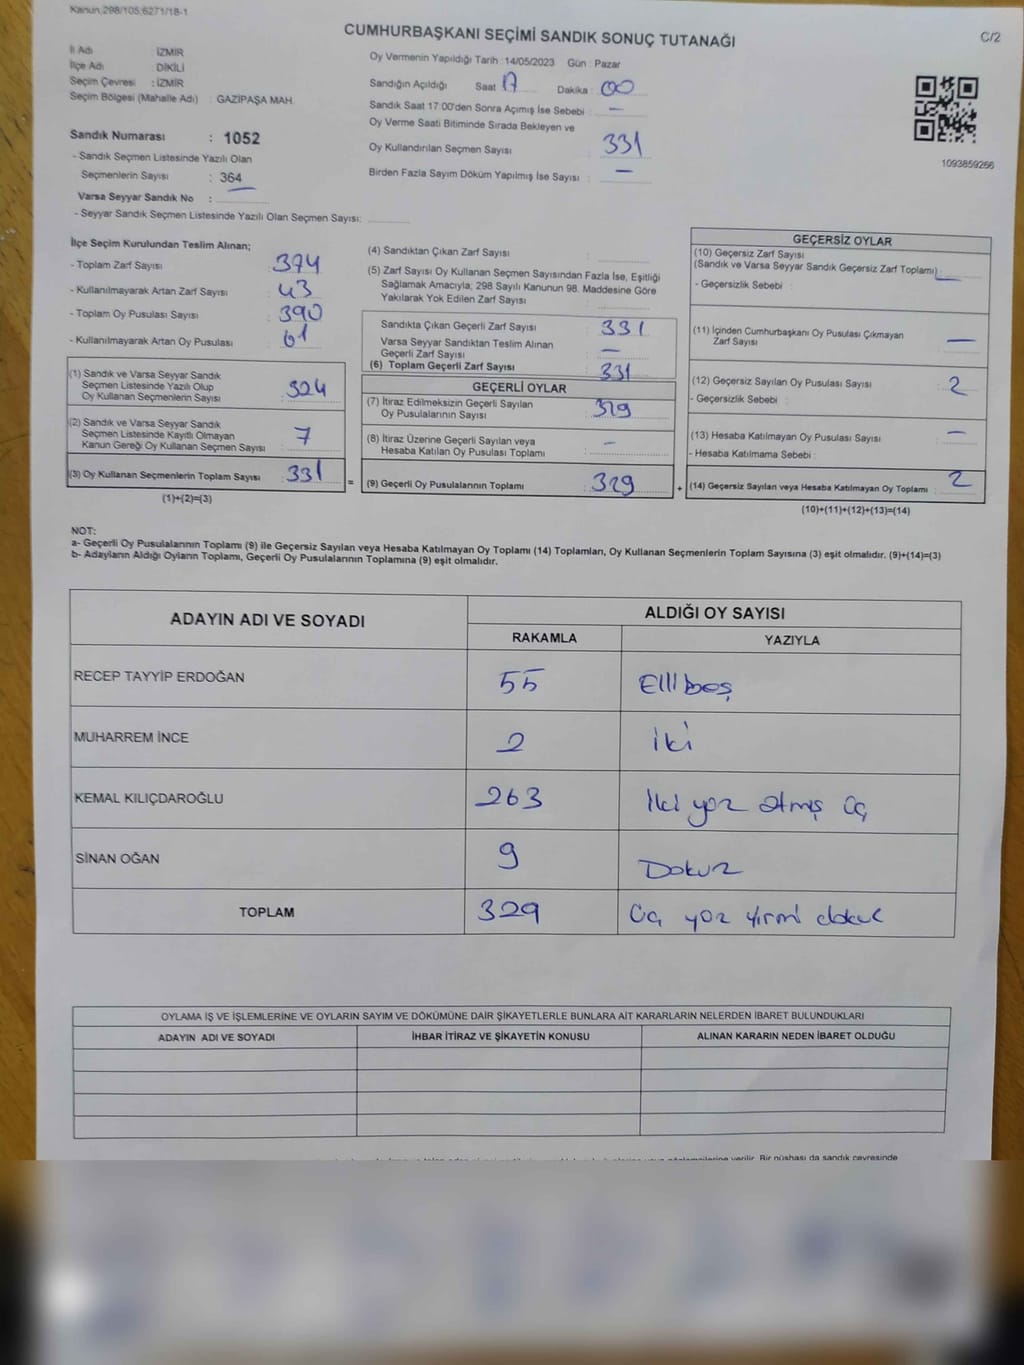 Kanun:298/105;6271/18-1
CUMHURBAŞKANI SEÇİMİ SANDIK SONUÇ TUTANAĞI
C/2
İl Adı : İZMİR
İlçe Adı : DİKİLİ
Seçim Çevresi : İZMİR
Seçim Bölgesi (Mahalle Adı) : GAZİPAŞA MAH.
Sandık Numarası : 1052
- Sandık Seçmen Listesinde Yazılı Olan
Seçmenlerin Sayısı : 364
Varsa Seyyar Sandık No :
- Seyyar Sandık Seçmen Listesinde Yazılı Olan Seçmen Sayısı:
Oy Vermenin Yapıldığı Tarih : 14/05/2023 Gün : Pazar
Sandığın Açıldığı Saat 17 Dakika : 00
Sandık Saat 17:00'den Sonra Açılmış İse Sebebi : —
Oy Verme Saati Bitiminde Sırada Bekleyen ve
Oy Kullandırılan Seçmen Sayısı : 331
Birden Fazla Sayım Döküm Yapılmış İse Sayısı : —
1093859266
İlçe Seçim Kurulundan Teslim Alınan;
- Toplam Zarf Sayısı : 374
- Kullanılmayarak Artan Zarf Sayısı : 43
- Toplam Oy Pusulası Sayısı : 390
- Kullanılmayarak Artan Oy Pusulası : 61
(1) Sandık ve Varsa Seyyar Sandık
Seçmen Listesinde Yazılı Olup
Oy Kullanan Seçmenlerin Sayısı : 324
(2) Sandık ve Varsa Seyyar Sandık
Seçmen Listesinde Kayıtlı Olmayan
Kanun Gereği Oy Kullanan Seçmen Sayısı : 7
(3) Oy Kullanan Seçmenlerin Toplam Sayısı : 331
(1)+(2)=(3)
(4) Sandıktan Çıkan Zarf Sayısı :
(5) Zarf Sayısı Oy Kullanan Seçmen Sayısından Fazla İse, Eşitliği
Sağlamak Amacıyla; 298 Sayılı Kanunun 98. Maddesine Göre
Yakılarak Yok Edilen Zarf Sayısı :
Sandıkta Çıkan Geçerli Zarf Sayısı : 331
Varsa Seyyar Sandıktan Teslim Alınan
Geçerli Zarf Sayısı : —
(6) Toplam Geçerli Zarf Sayısı : 331
GEÇERLİ OYLAR
(7) İtiraz Edilmeksizin Geçerli Sayılan
Oy Pusulalarının Sayısı : 329
(8) İtiraz Üzerine Geçerli Sayılan veya
Hesaba Katılan Oy Pusulası Toplamı : —
= (9) Geçerli Oy Pusulalarının Toplamı : 329 +
GEÇERSİZ OYLAR
(10) Geçersiz Zarf Sayısı
(Sandık ve Varsa Seyyar Sandık Geçersiz Zarf Toplamı) : —
- Geçersizlik Sebebi :
(11) İçinden Cumhurbaşkanı Oy Pusulası Çıkmayan
Zarf Sayısı : —
(12) Geçersiz Sayılan Oy Pusulası Sayısı : 2
- Geçersizlik Sebebi :
(13) Hesaba Katılmayan Oy Pusulası Sayısı : —
- Hesaba Katılmama Sebebi :
(14) Geçersiz Sayılan veya Hesaba Katılmayan Oy Toplamı : 2
(10)+(11)+(12)+(13)=(14)
NOT:
a- Geçerli Oy Pusulalarının Toplamı (9) ile Geçersiz Sayılan veya Hesaba Katılmayan Oy Toplamı (14) Toplamları, Oy Kullanan Seçmenlerin Toplam Sayısına (3) eşit olmalıdır. (9)+(14)=(3)
b- Adayların Aldığı Oyların Toplamı, Geçerli Oy Pusulalarının Toplamına (9) eşit olmalıdır.
ADAYIN ADI VE SOYADI
ALDIĞI OY SAYISI
RAKAMLA YAZIYLA
RECEP TAYYİP ERDOĞAN 55 Ellibeş
MUHARREM İNCE 2 iki
KEMAL KILIÇDAROĞLU 263 İki yüz atmış üç
SİNAN OĞAN 9 Dokuz
TOPLAM 329 Üç yüz yirmi dokuz
OYLAMA İŞ VE İŞLEMLERİNE VE OYLARIN SAYIM VE DÖKÜMÜNE DAİR ŞİKAYETLERLE BUNLARA AİT KARARLARIN NELERDEN İBARET BULUNDUKLARI
ADAYIN ADI VE SOYADI İHBAR İTİRAZ VE ŞİKAYETİN KONUSU ALINAN KARARIN NEDEN İBARET OLDUĞU
verilir. Bir nüshası da sandık çevresinde